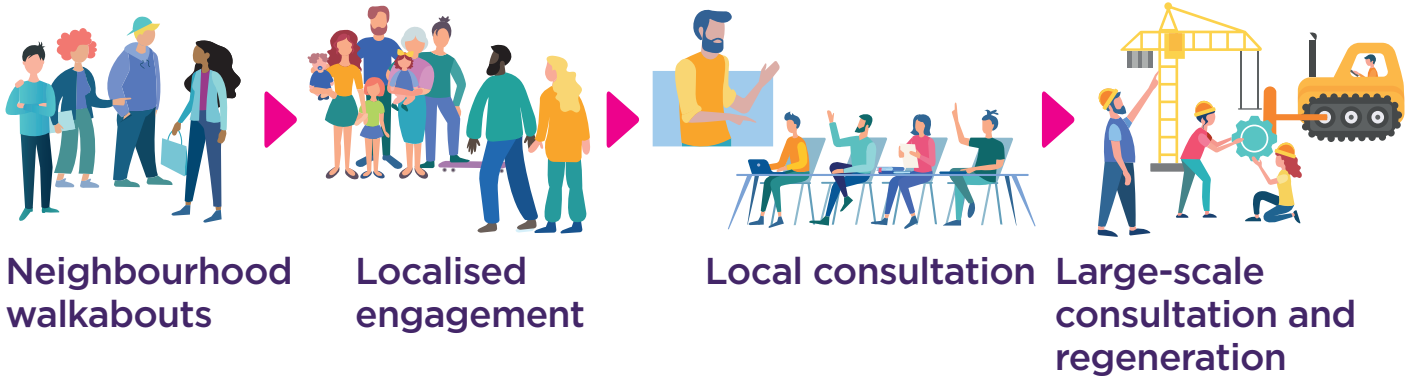 Neighbourhood
walkabouts
Localised
engagement
Local consultation
Large-scale
consultation and
regeneration